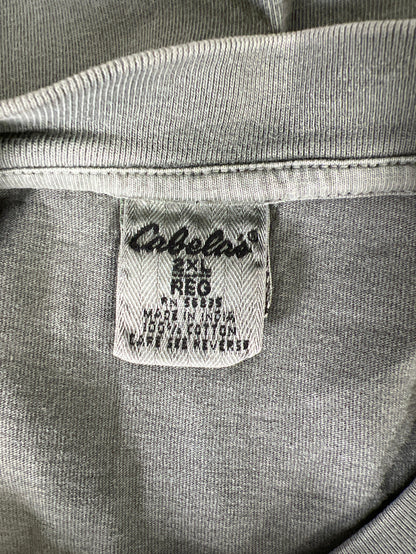 Cabela's®
2XL
REG
RN 56835
MADE IN INDIA
100% COTTON
CARE SEE REVERSE